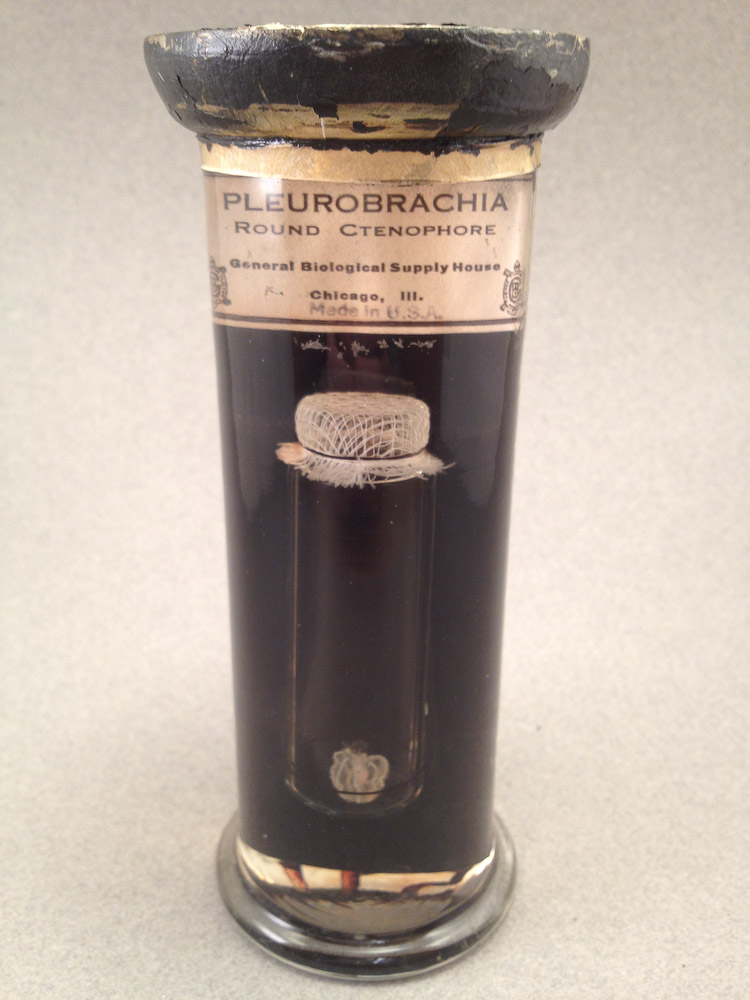 PLEUROBRACHIA
ROUND CTENOPHORE
General Biological Supply House
Chicago, Ill.
Made in U.S.A.